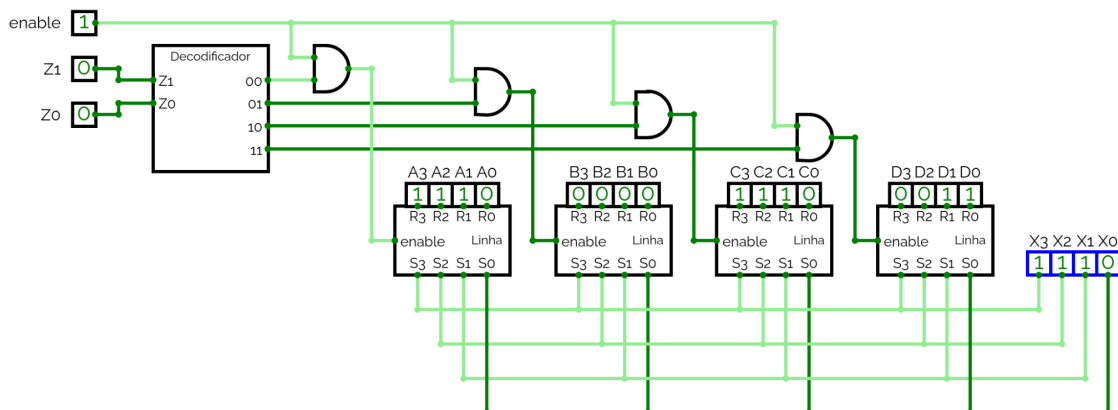 enable 1
Z1 0
Z0 0
Decodificador
Z1
Z0
00
01
10
11
A3 A2 A1 A0
1 1 1 0
R3 R2 R1 R0
enable Linha
S3 S2 S1 S0
B3 B2 B1 B0
0 0 0 0
R3 R2 R1 R0
enable Linha
S3 S2 S1 S0
C3 C2 C1 C0
1 1 1 0
R3 R2 R1 R0
enable Linha
S3 S2 S1 S0
D3 D2 D1 D0
0 0 1 1
R3 R2 R1 R0
enable Linha
S3 S2 S1 S0
X3 X2 X1 X0
1 1 1 0